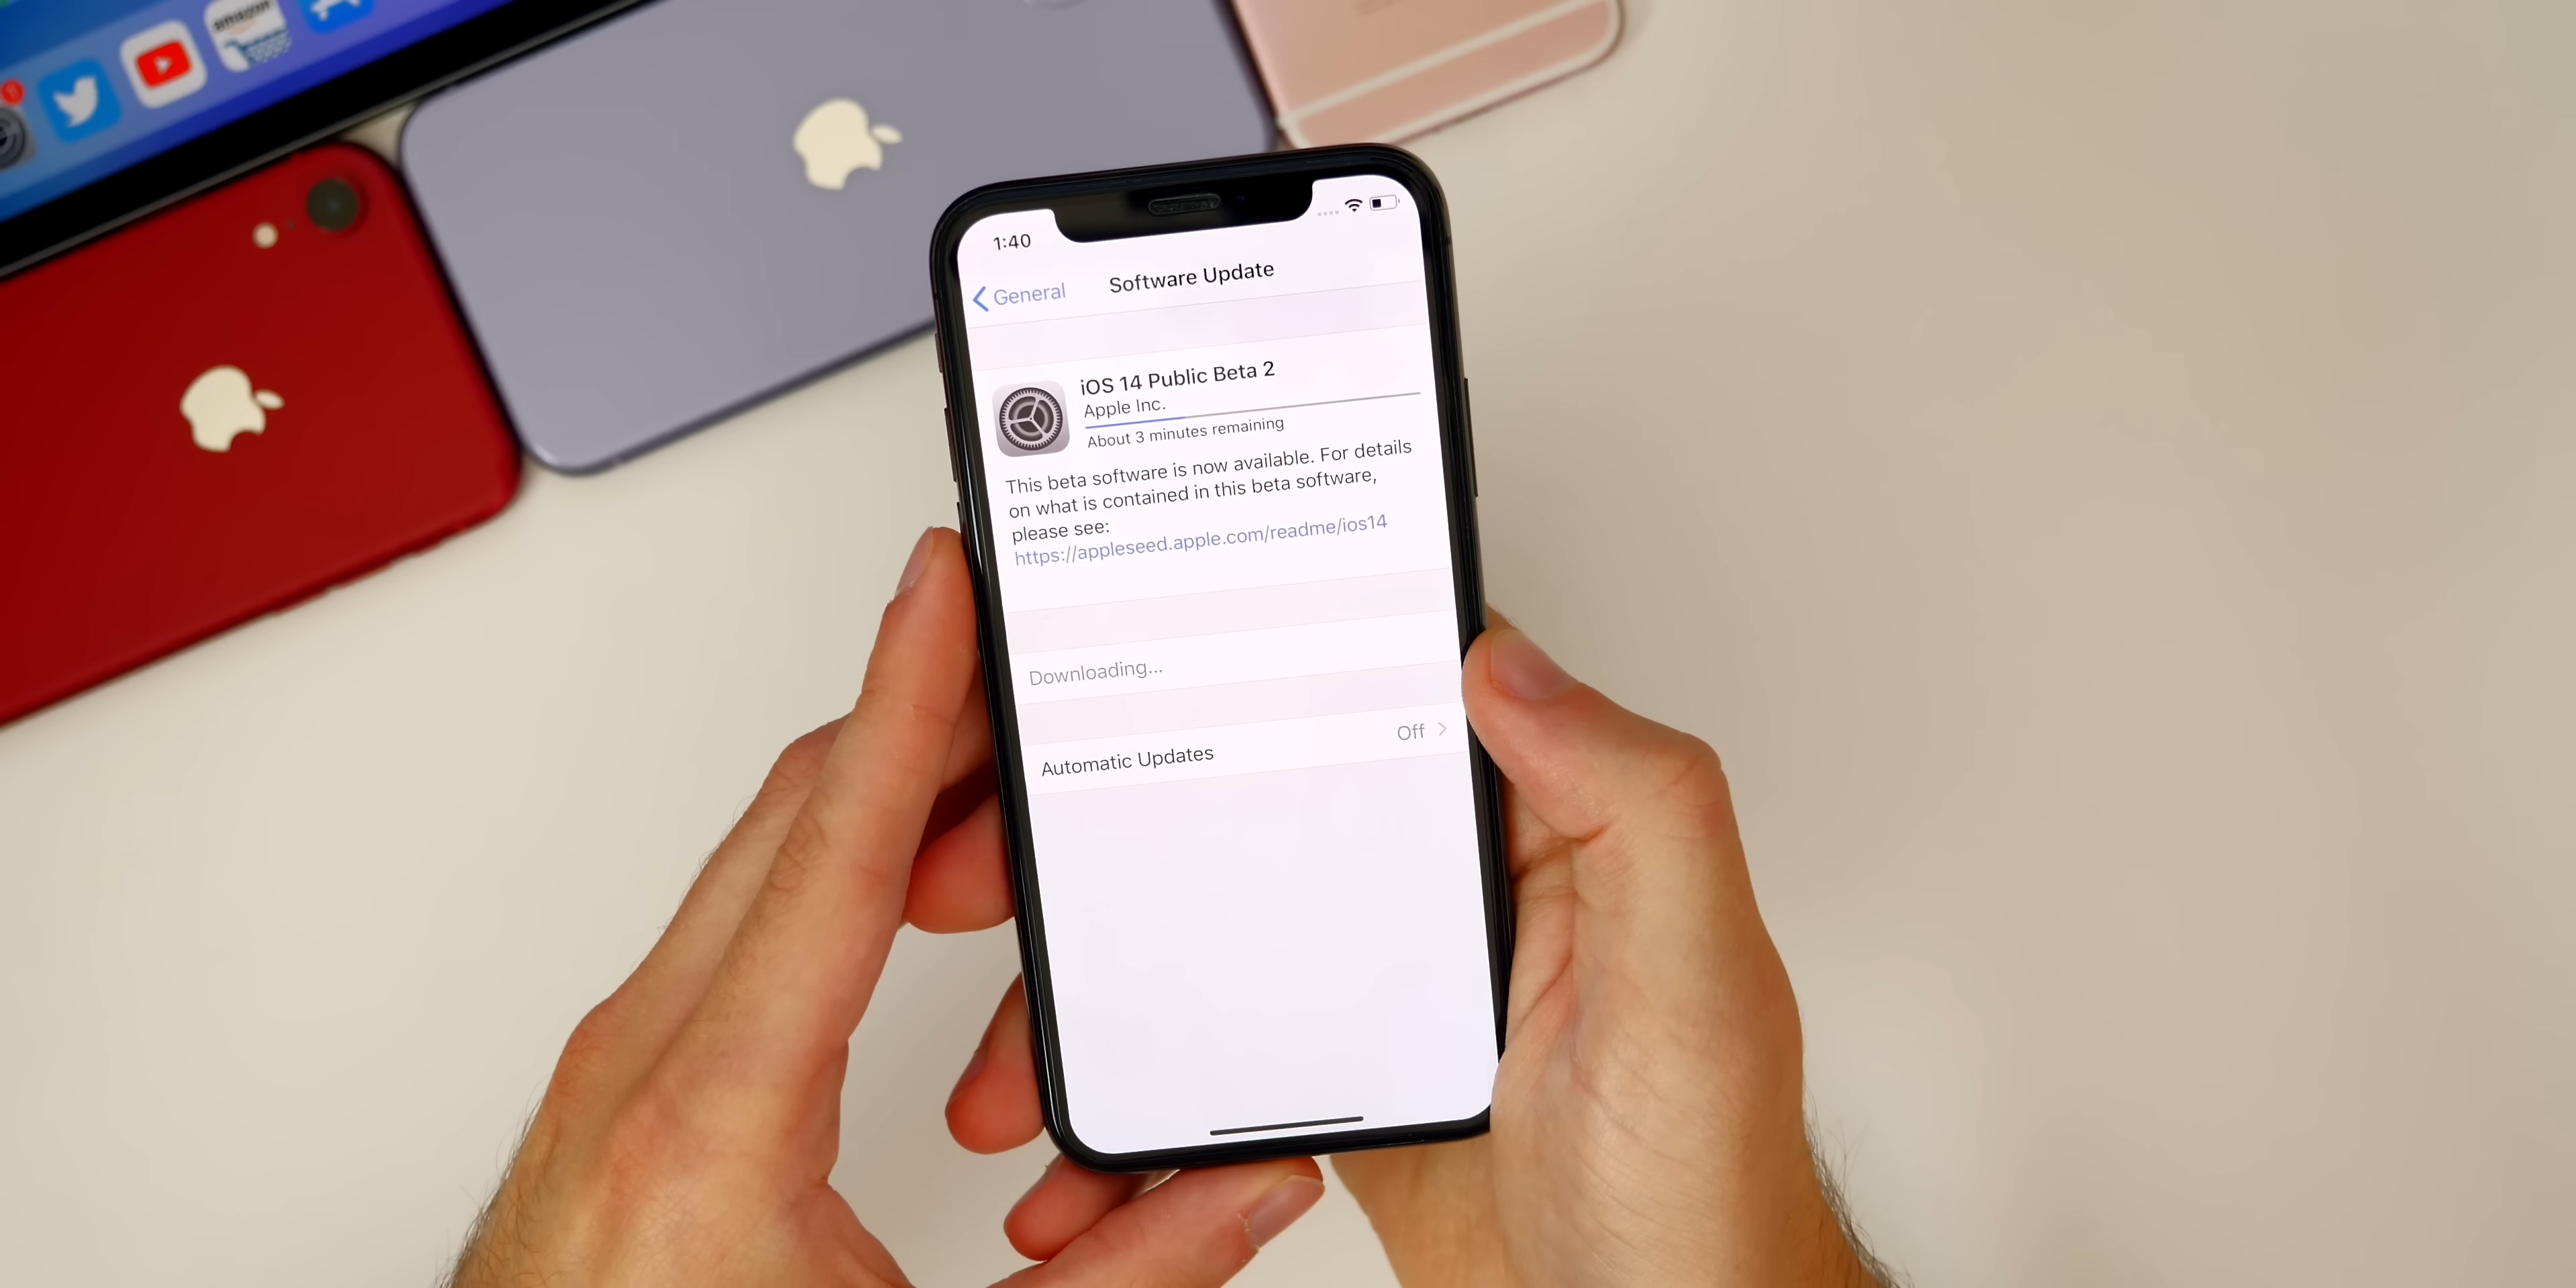 amazon
1:40
General
Software Update
iOS 14 Public Beta 2
Apple Inc.
About 3 minutes remaining
This beta software is now available. For details
on what is contained in this beta software,
please see:
https://appleseed.apple.com/readme/ios14
Downloading...
Automatic Updates
Off